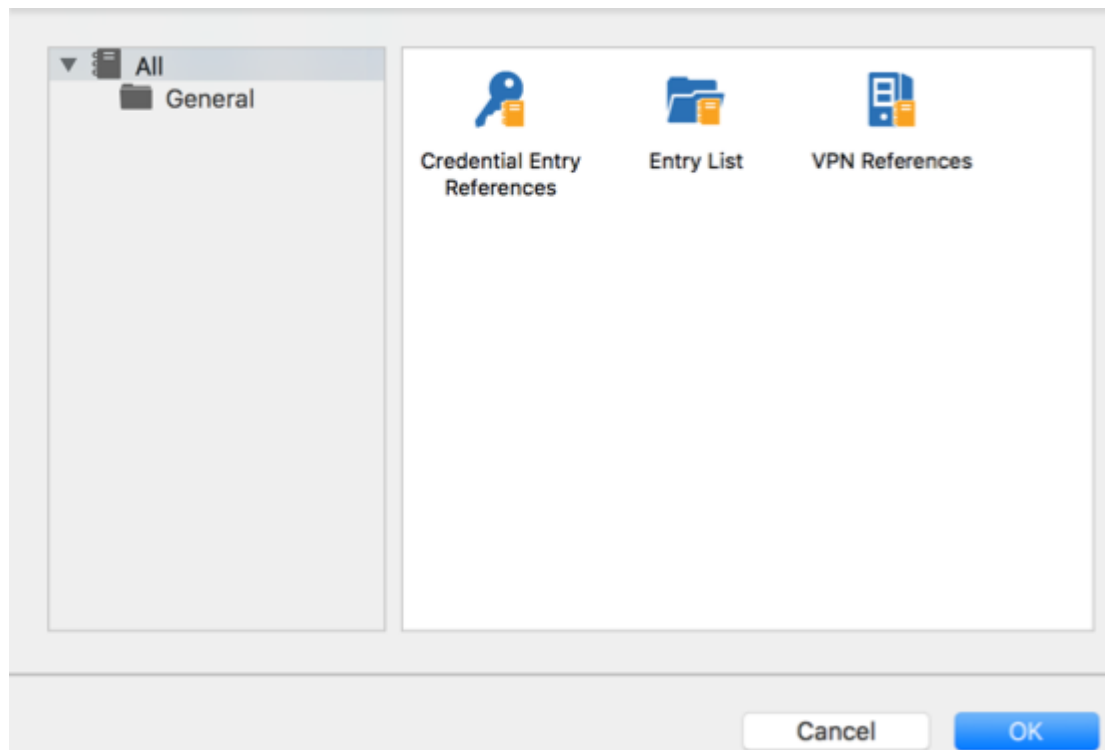 All
General
Credential Entry
References
Entry List
VPN References
Cancel
OK